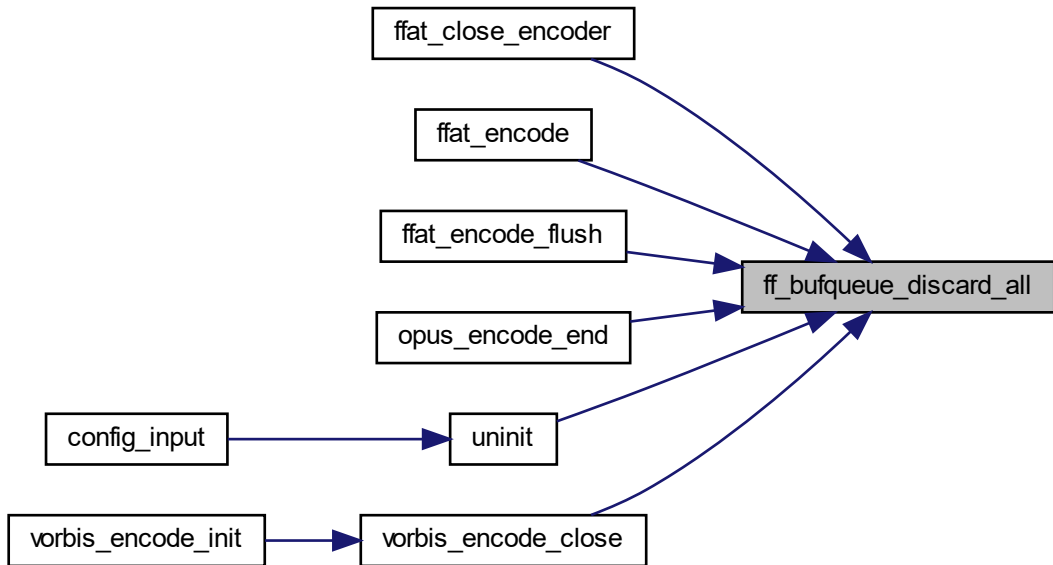 ffat_close_encoder
ffat_encode
ffat_encode_flush
ff_bufqueue_discard_all
opus_encode_end
config_input
uninit
vorbis_encode_init
vorbis_encode_close